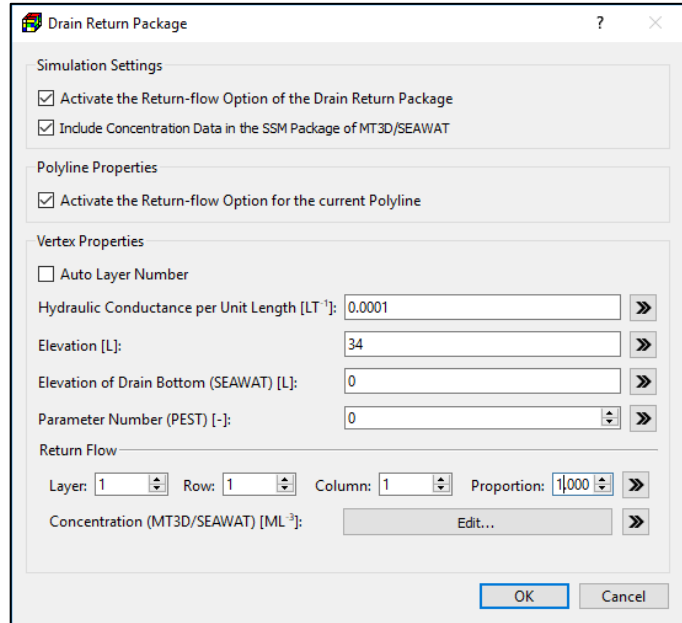 Drain Return Package ?
Simulation Settings
Activate the Return-flow Option of the Drain Return Package
Include Concentration Data in the SSM Package of MT3D/SEAWAT
Polyline Properties
Activate the Return-flow Option for the current Polyline
Vertex Properties
Auto Layer Number
Hydraulic Conductance per Unit Length [LT⁻¹]: 0.0001
Elevation [L]: 34
Elevation of Drain Bottom (SEAWAT) [L]: 0
Parameter Number (PEST) [-]: 0
Return Flow
Layer: 1 Row: 1 Column: 1 Proportion: 1.000
Concentration (MT3D/SEAWAT) [ML⁻³]: Edit...
OK Cancel